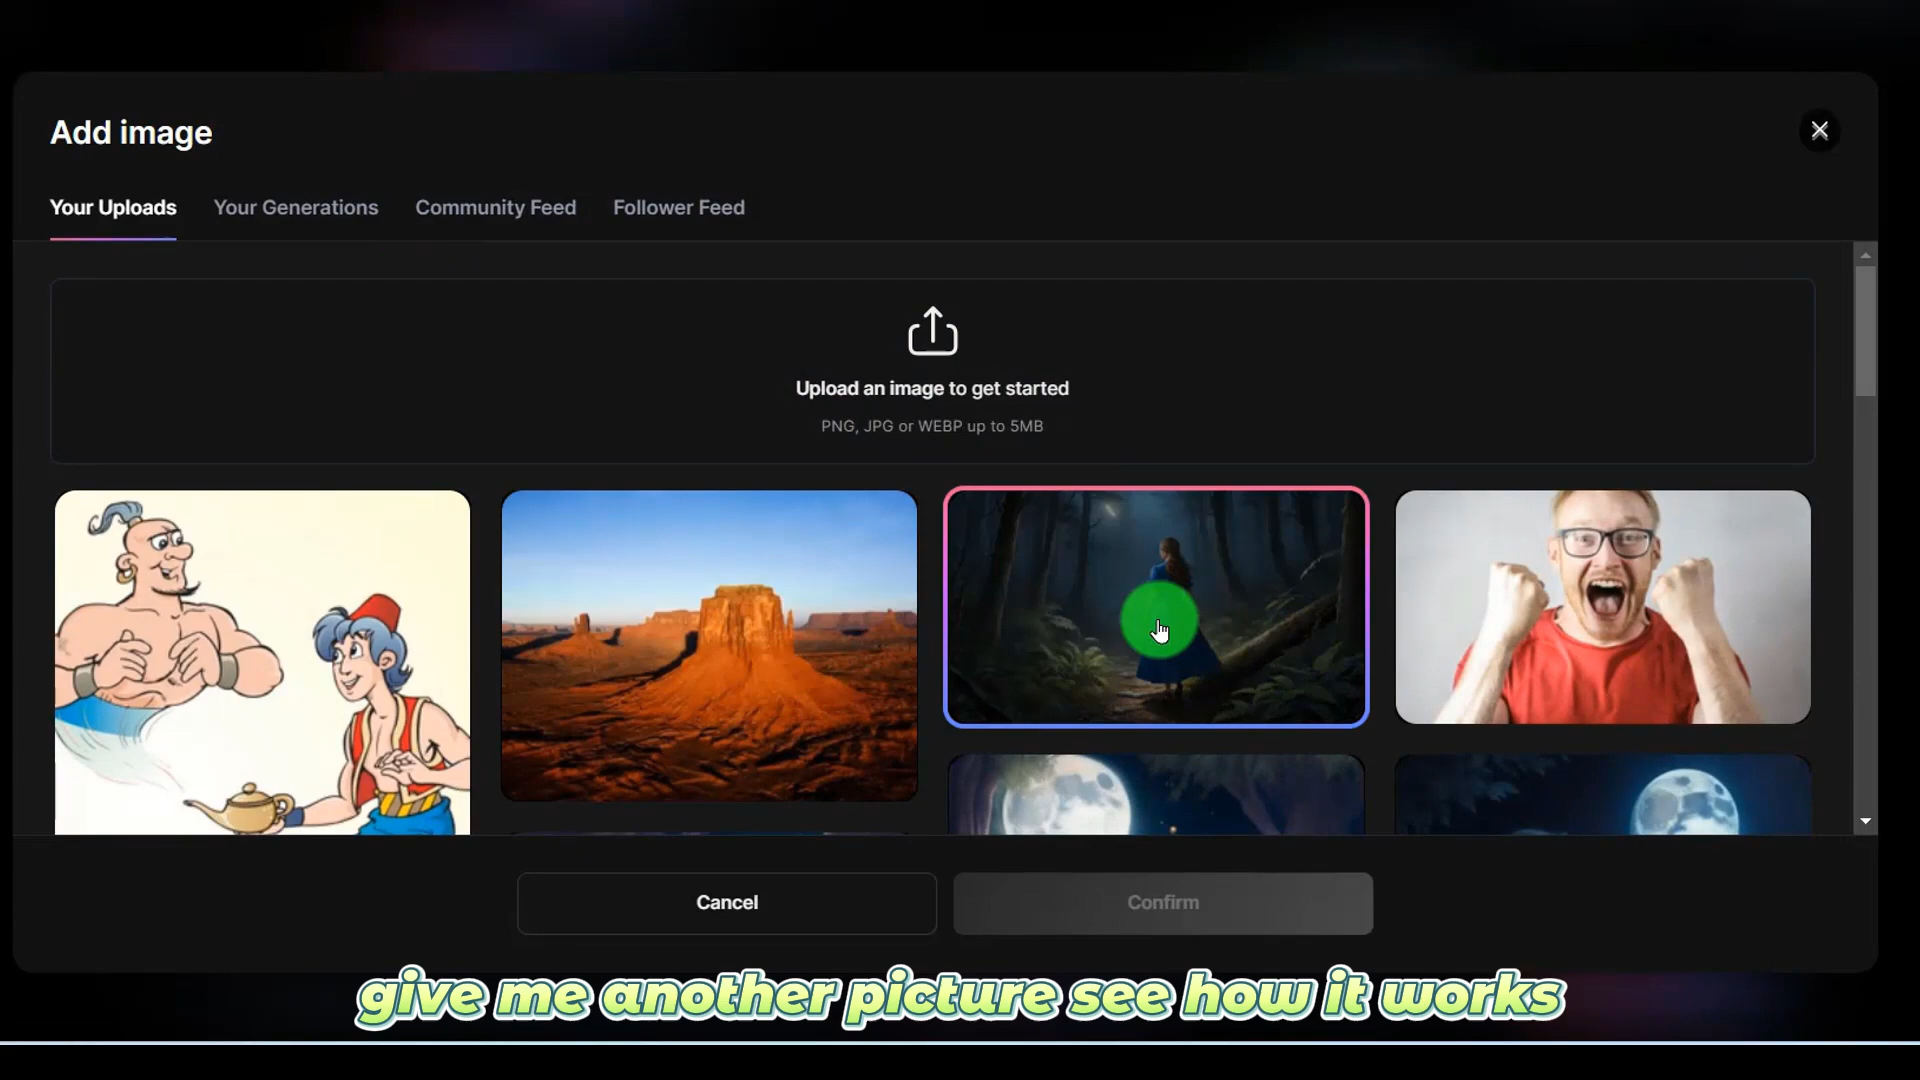 Add image
Your Uploads Your Generations Community Feed Follower Feed
Upload an image to get started
PNG, JPG or WEBP up to 5MB
Cancel Confirm
give me another picture see how it works